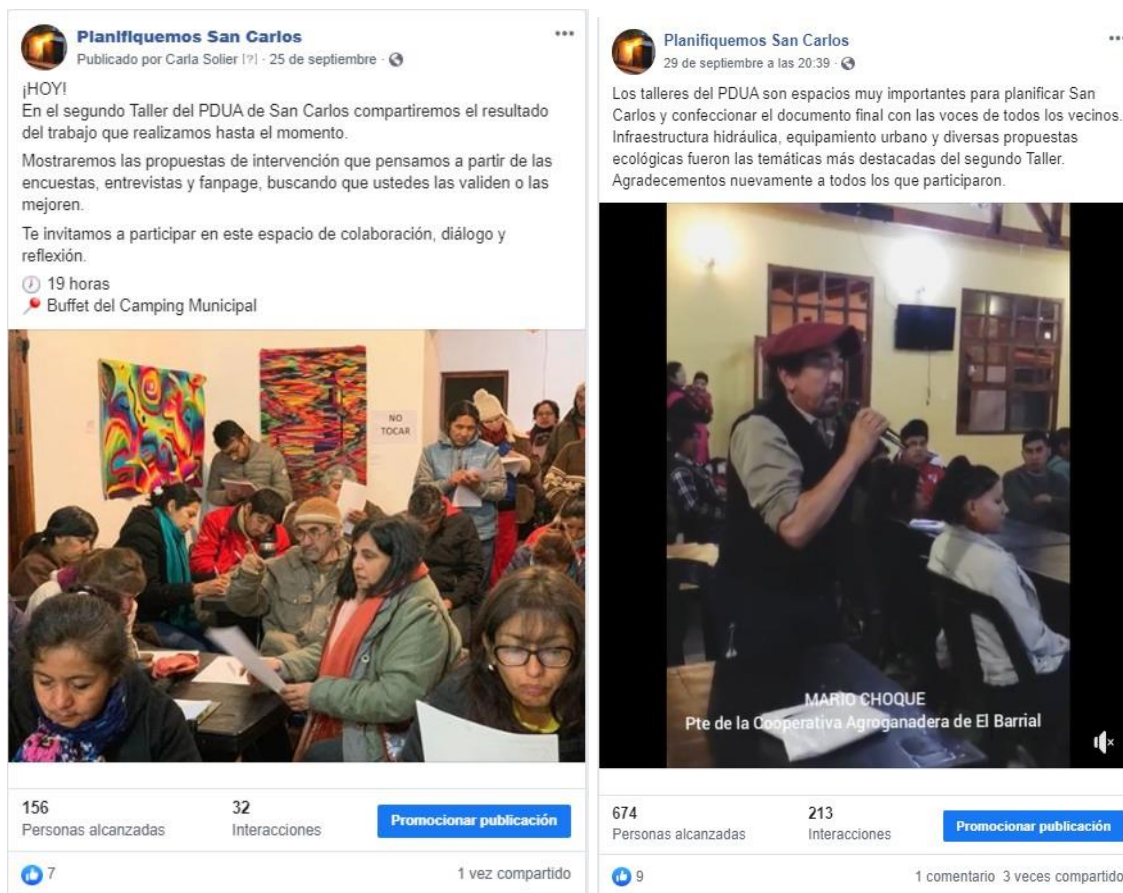 Planifiquemos San Carlos
Publicado por Carla Solier [?] · 25 de septiembre ·
¡HOY!
En el segundo Taller del PDUA de San Carlos compartiremos el resultado
del trabajo que realizamos hasta el momento.
Mostraremos las propuestas de intervención que pensamos a partir de las
encuestas, entrevistas y fanpage, buscando que ustedes las validen o las
mejoren.
Te invitamos a participar en este espacio de colaboración, diálogo y
reflexión.
19 horas
Buffet del Camping Municipal
NO
TOCAR
156
Personas alcanzadas
32
Interacciones
Promocionar publicación
7
1 vez compartido
Planifiquemos San Carlos
29 de septiembre a las 20:39 ·
Los talleres del PDUA son espacios muy importantes para planificar San
Carlos y confeccionar el documento final con las voces de todos los vecinos.
Infraestructura hidráulica, equipamiento urbano y diversas propuestas
ecológicas fueron las temáticas más destacadas del segundo Taller.
Agradecementos nuevamente a todos los que participaron.
MARIO CHOQUE
Pte de la Cooperativa Agroganadera de El Barrial
674
Personas alcanzadas
213
Interacciones
Promocionar publicación
9
1 comentario 3 veces compartido